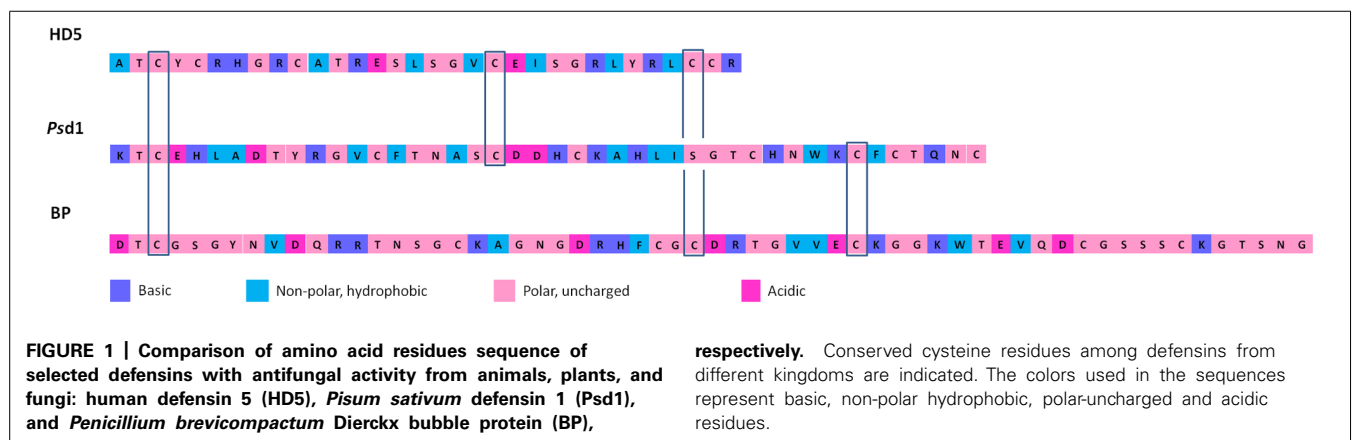 HD5
A T C Y C R H G R C A T R E S L S G V C E I S G R L Y R L C C R
Psd1
K T C E H L A D T Y R G V C F T N A S C D D H C K A H L I S G T C H N W K C F C T Q N C
BP
D T C G S G Y N V D Q R R T N S G C K A G N G D R H F C G C D R T G V V E C K G G K W T E V Q D C G S S S C K G T S N G
Basic Non-polar, hydrophobic Polar, uncharged Acidic
FIGURE 1 | Comparison of amino acid residues sequence of
selected defensins with antifungal activity from animals, plants, and
fungi: human defensin 5 (HD5), Pisum sativum defensin 1 (Psd1),
and Penicillium brevicompactum Dierckx bubble protein (BP),
respectively. Conserved cysteine residues among defensins from
different kingdoms are indicated. The colors used in the sequences
represent basic, non-polar hydrophobic, polar-uncharged and acidic
residues.